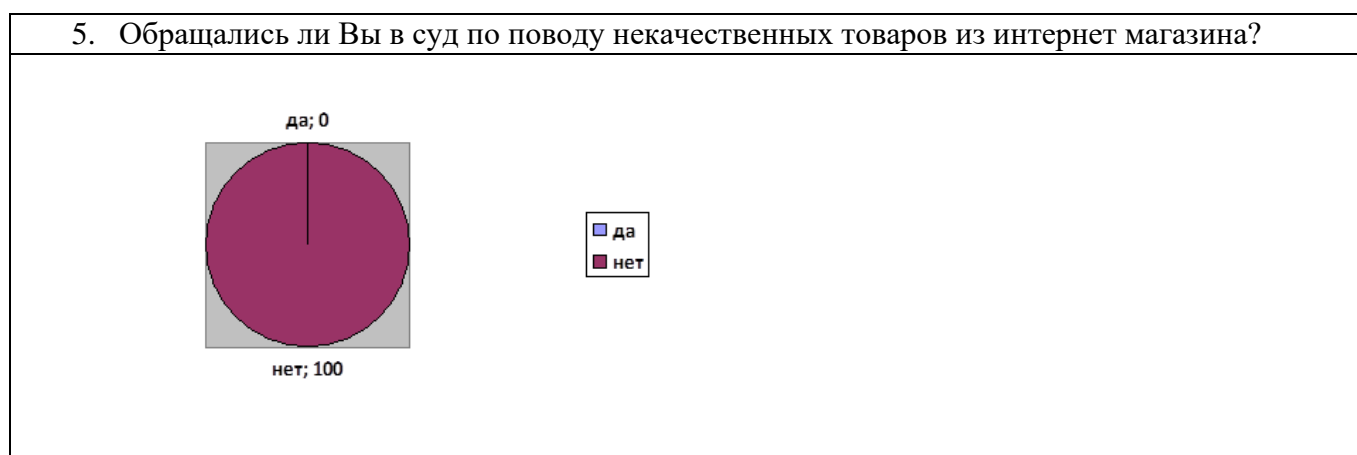 5. Обращались ли Вы в суд по поводу некачественных товаров из интернет магазина?
да; 0
да
нет
нет; 100